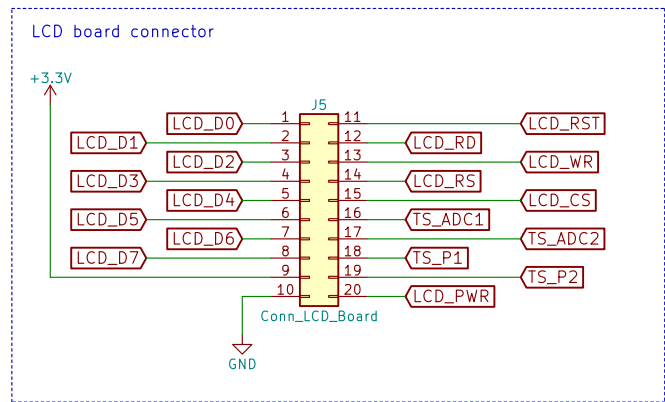 LCD board connector
+3.3V
J5
LCD_D0 1 11 LCD_RST
LCD_D1 2 12 LCD_RD
LCD_D2 3 13 LCD_WR
LCD_D3 4 14 LCD_RS
LCD_D4 5 15 LCD_CS
LCD_D5 6 16 TS_ADC1
LCD_D6 7 17 TS_ADC2
LCD_D7 8 18 TS_P1
9 19 TS_P2
10 20 LCD_PWR
Conn_LCD_Board
GND